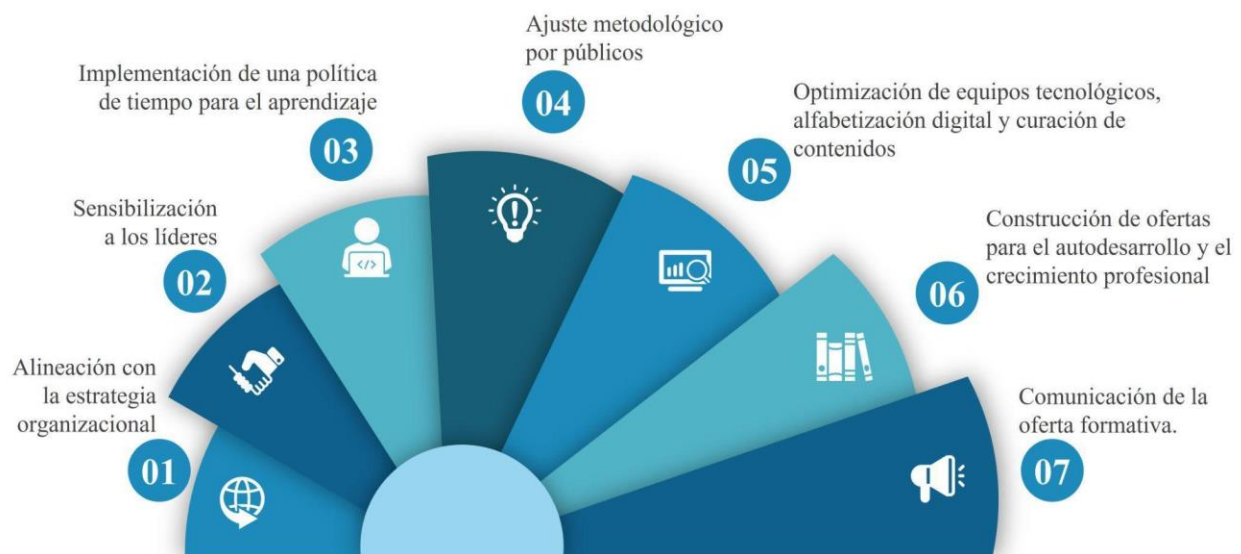 01
Alineación con
la estrategia
organizacional
02
Sensibilización
a los líderes
03
Implementación de una política
de tiempo para el aprendizaje
04
Ajuste metodológico
por públicos
05
Optimización de equipos tecnológicos,
alfabetización digital y curación de
contenidos
06
Construcción de ofertas
para el autodesarrollo y el
crecimiento profesional
07
Comunicación de la
oferta formativa.